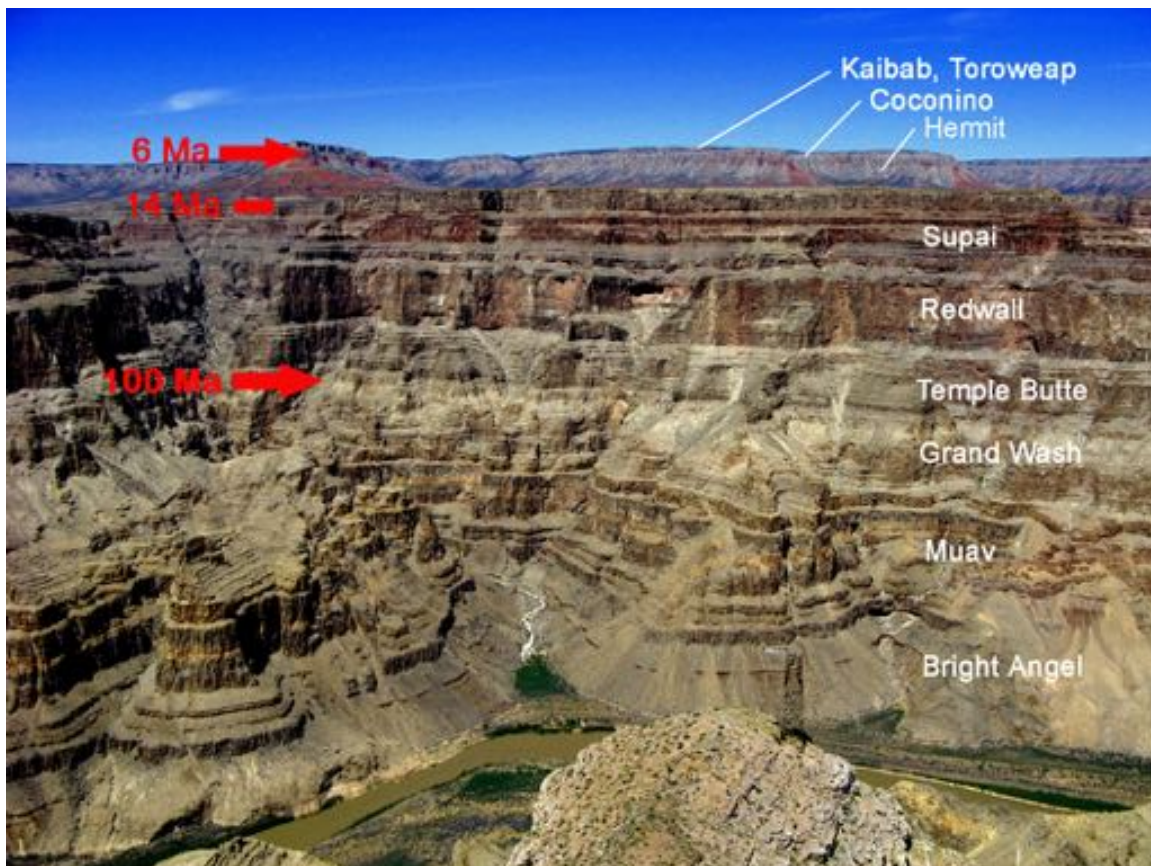 Kaibab, Toroweap
Coconino
Hermit
6 Ma
14 Ma
Supai
Redwall
100 Ma
Temple Butte
Grand Wash
Muav
Bright Angel